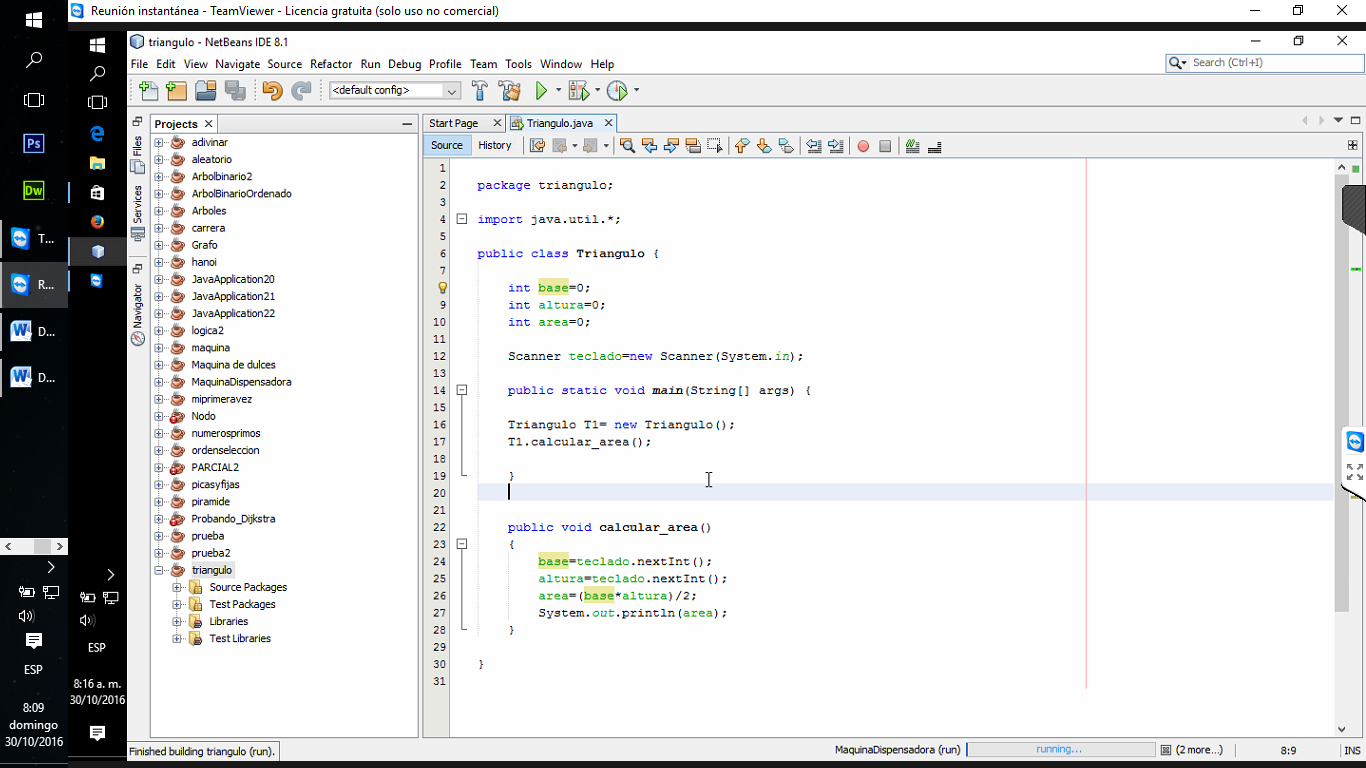 Reunión instantánea - TeamViewer - Licencia gratuita (solo uso no comercial)
triangulo - NetBeans IDE 8.1
File Edit View Navigate Source Refactor Run Debug Profile Team Tools Window Help
Search (Ctrl+I)
<default config>
Projects
Files
Services
Navigator
adivinar
aleatorio
Arbolbinario2
ArbolBinarioOrdenado
Arboles
carrera
Grafo
hanoi
JavaApplication20
JavaApplication21
JavaApplication22
logica2
maquina
Maquina de dulces
MaquinaDispensadora
miprimeravez
Nodo
numerosprimos
ordenseleccion
PARCIAL2
picasyfijas
piramide
Probando_Dijkstra
prueba
prueba2
triangulo
Source Packages
Test Packages
Libraries
Test Libraries
Start Page
Triangulo.java
Source History
1
2 package triangulo;
3
4 import java.util.*;
5
6 public class Triangulo {
7
int base=0;
9 int altura=0;
10 int area=0;
11
12 Scanner teclado=new Scanner(System.in);
13
14 public static void main(String[] args) {
15
16 Triangulo T1= new Triangulo();
17 T1.calcular_area();
18
19 }
20
21
22 public void calcular_area()
23 {
24 base=teclado.nextInt();
25 altura=teclado.nextInt();
26 area=(base*altura)/2;
27 System.out.println(area);
28 }
29
30 }
31
Finished building triangulo (run).
MaquinaDispensadora (run)
running...
(2 more...)
8:9
INS
Ps
Dw
T...
R...
W D...
W D...
ESP
8:09
domingo
30/10/2016
ESP
8:16 a. m.
30/10/2016